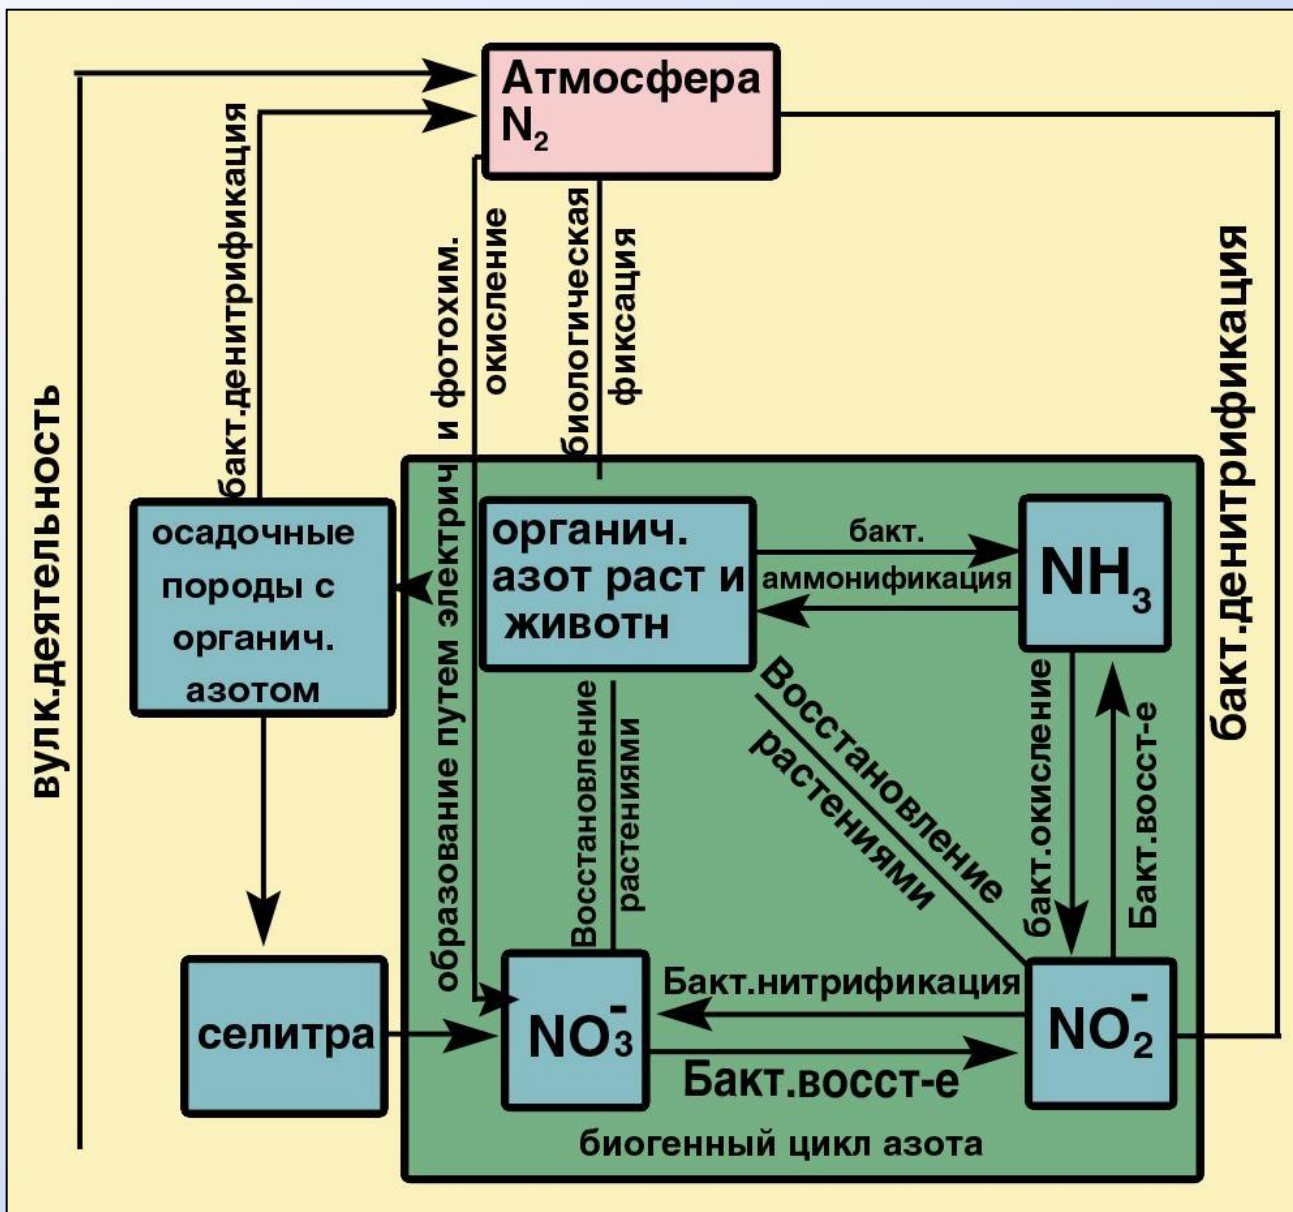 Атмосфера
N₂
вулк.деятельность
бакт.денитрификация
образование путем электрич и фотохим.
окисление
биологическая
фиксация
бакт.денитрификация
осадочные
породы с
органич.
азотом
органич.
азот раст и
животн
бакт.
аммонификация
NH₃
Восстановление
растениями
Восстановление
растениями
бакт.окисление
Бакт.восст-е
селитра
NO₃⁻
Бакт.нитрификация
Бакт.восст-е
NO₂⁻
биогенный цикл азота